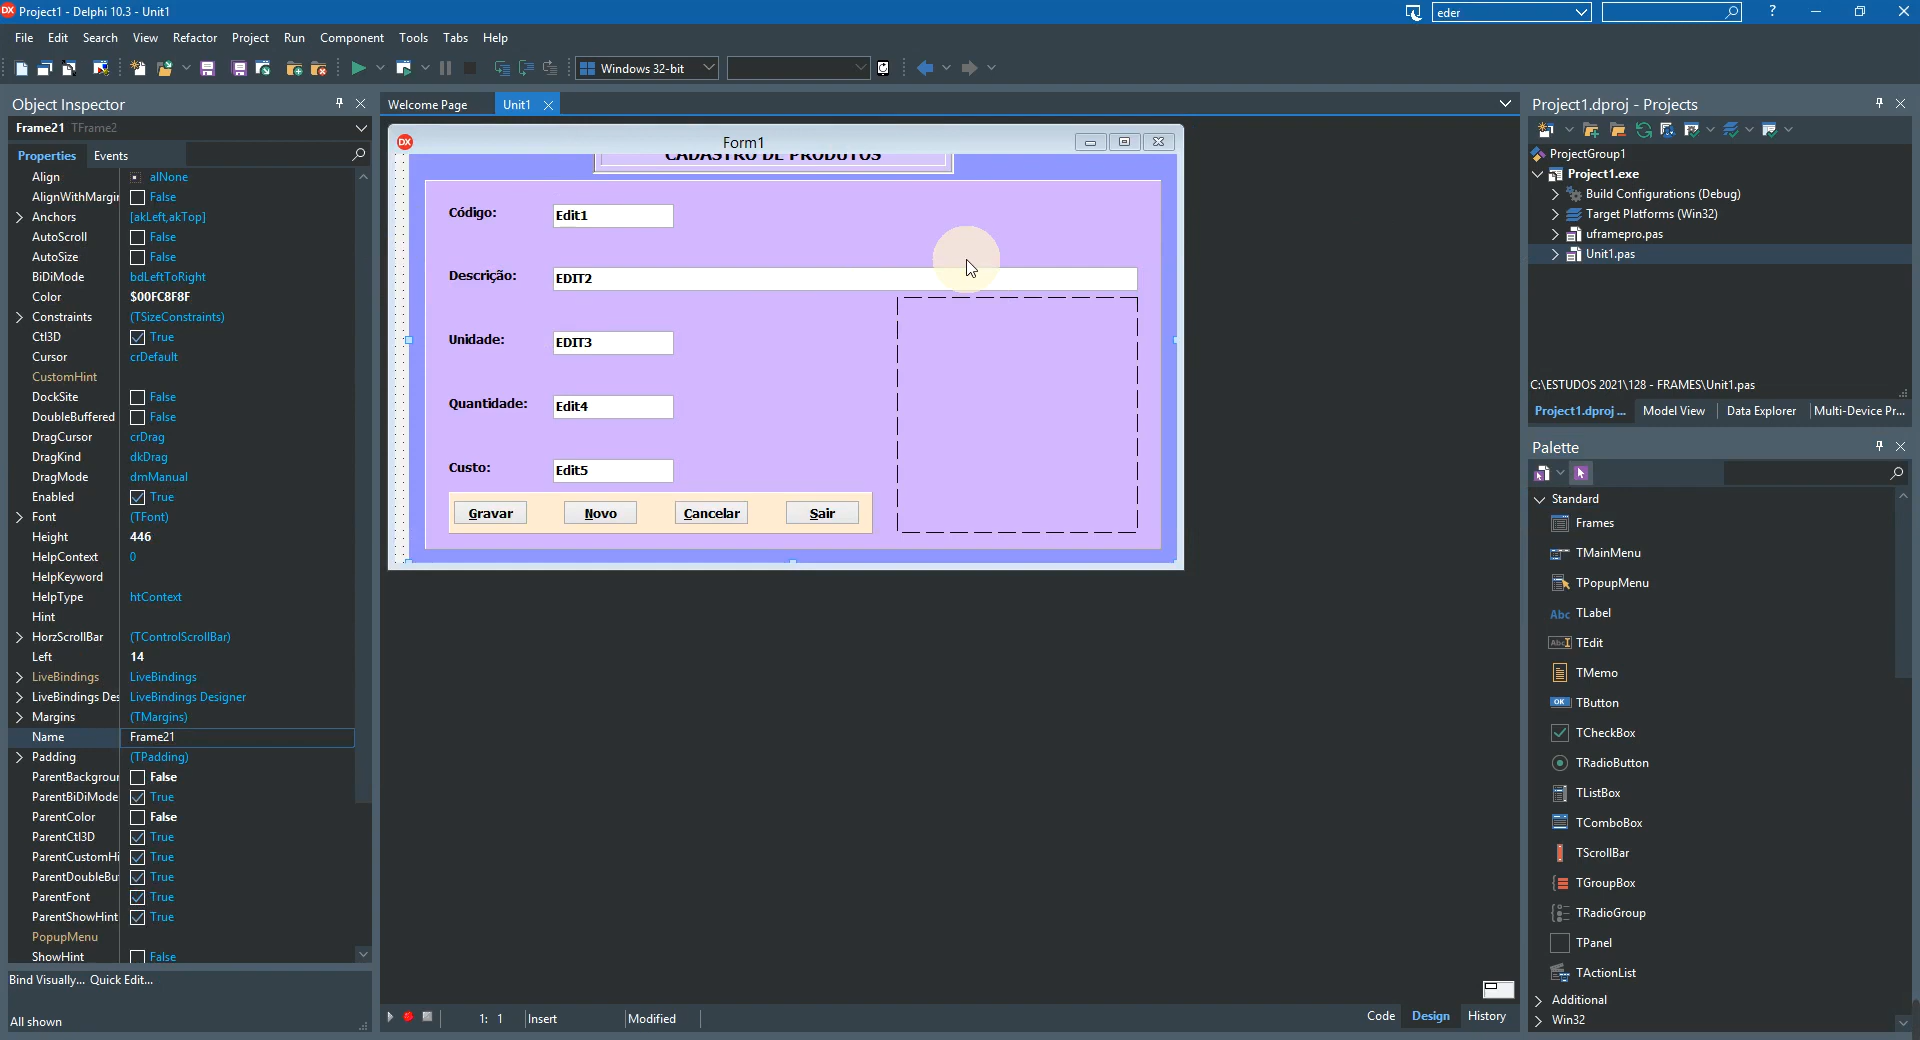 Project1 - Delphi 10.3 - Unit1
eder
?
File Edit Search View Refactor Project Run Component Tools Tabs Help
Windows 32-bit
Object Inspector
Frame21 TFrame2
Properties Events
Align alNone
AlignWithMargir False
Anchors [akLeft,akTop]
AutoScroll False
AutoSize False
BiDiMode bdLeftToRight
Color $00FC8F8F
Constraints (TSizeConstraints)
Ctl3D True
Cursor crDefault
CustomHint
DockSite False
DoubleBuffered False
DragCursor crDrag
DragKind dkDrag
DragMode dmManual
Enabled True
Font (TFont)
Height 446
HelpContext 0
HelpKeyword
HelpType htContext
Hint
HorzScrollBar (TControlScrollBar)
Left 14
LiveBindings LiveBindings
LiveBindings Des LiveBindings Designer
Margins (TMargins)
Name Frame21
Padding (TPadding)
ParentBackgrour False
ParentBiDiMode True
ParentColor False
ParentCtl3D True
ParentCustomHi True
ParentDoubleBu True
ParentFont True
ParentShowHint True
PopupMenu
ShowHint False
Bind Visually... Quick Edit...
All shown
Welcome Page Unit1
DX Form1
CADASTRO DE PRODUTOS
Código: Edit1
Descrição: EDIT2
Unidade: EDIT3
Quantidade: Edit4
Custo: Edit5
Gravar Novo Cancelar Sair
1: 1 Insert Modified
Code Design History
Project1.dproj - Projects
ProjectGroup1
Project1.exe
Build Configurations (Debug)
Target Platforms (Win32)
uframepro.pas
Unit1.pas
C:\ESTUDOS 2021\128 - FRAMES\Unit1.pas
Project1.dproj ... Model View Data Explorer Multi-Device Pr...
Palette
Standard
Frames
TMainMenu
TPopupMenu
Abc TLabel
TEdit
TMemo
OK TButton
TCheckBox
TRadioButton
TListBox
TComboBox
TScrollBar
TGroupBox
TRadioGroup
TPanel
TActionList
Additional
Win32